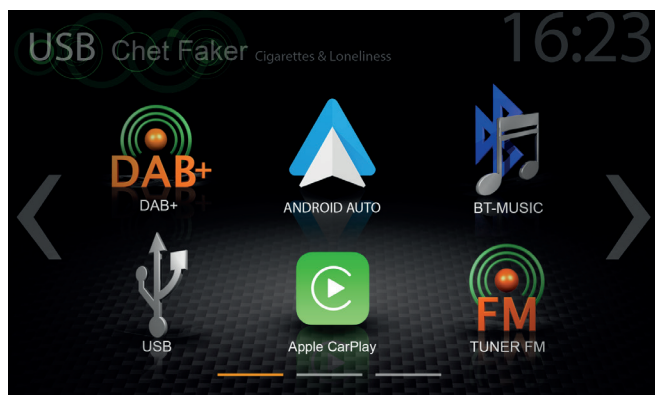 USB Chet Faker Cigarettes & Loneliness
16:23
DAB+
DAB+
ANDROID AUTO
BT-MUSIC
USB
Apple CarPlay
FM
TUNER FM